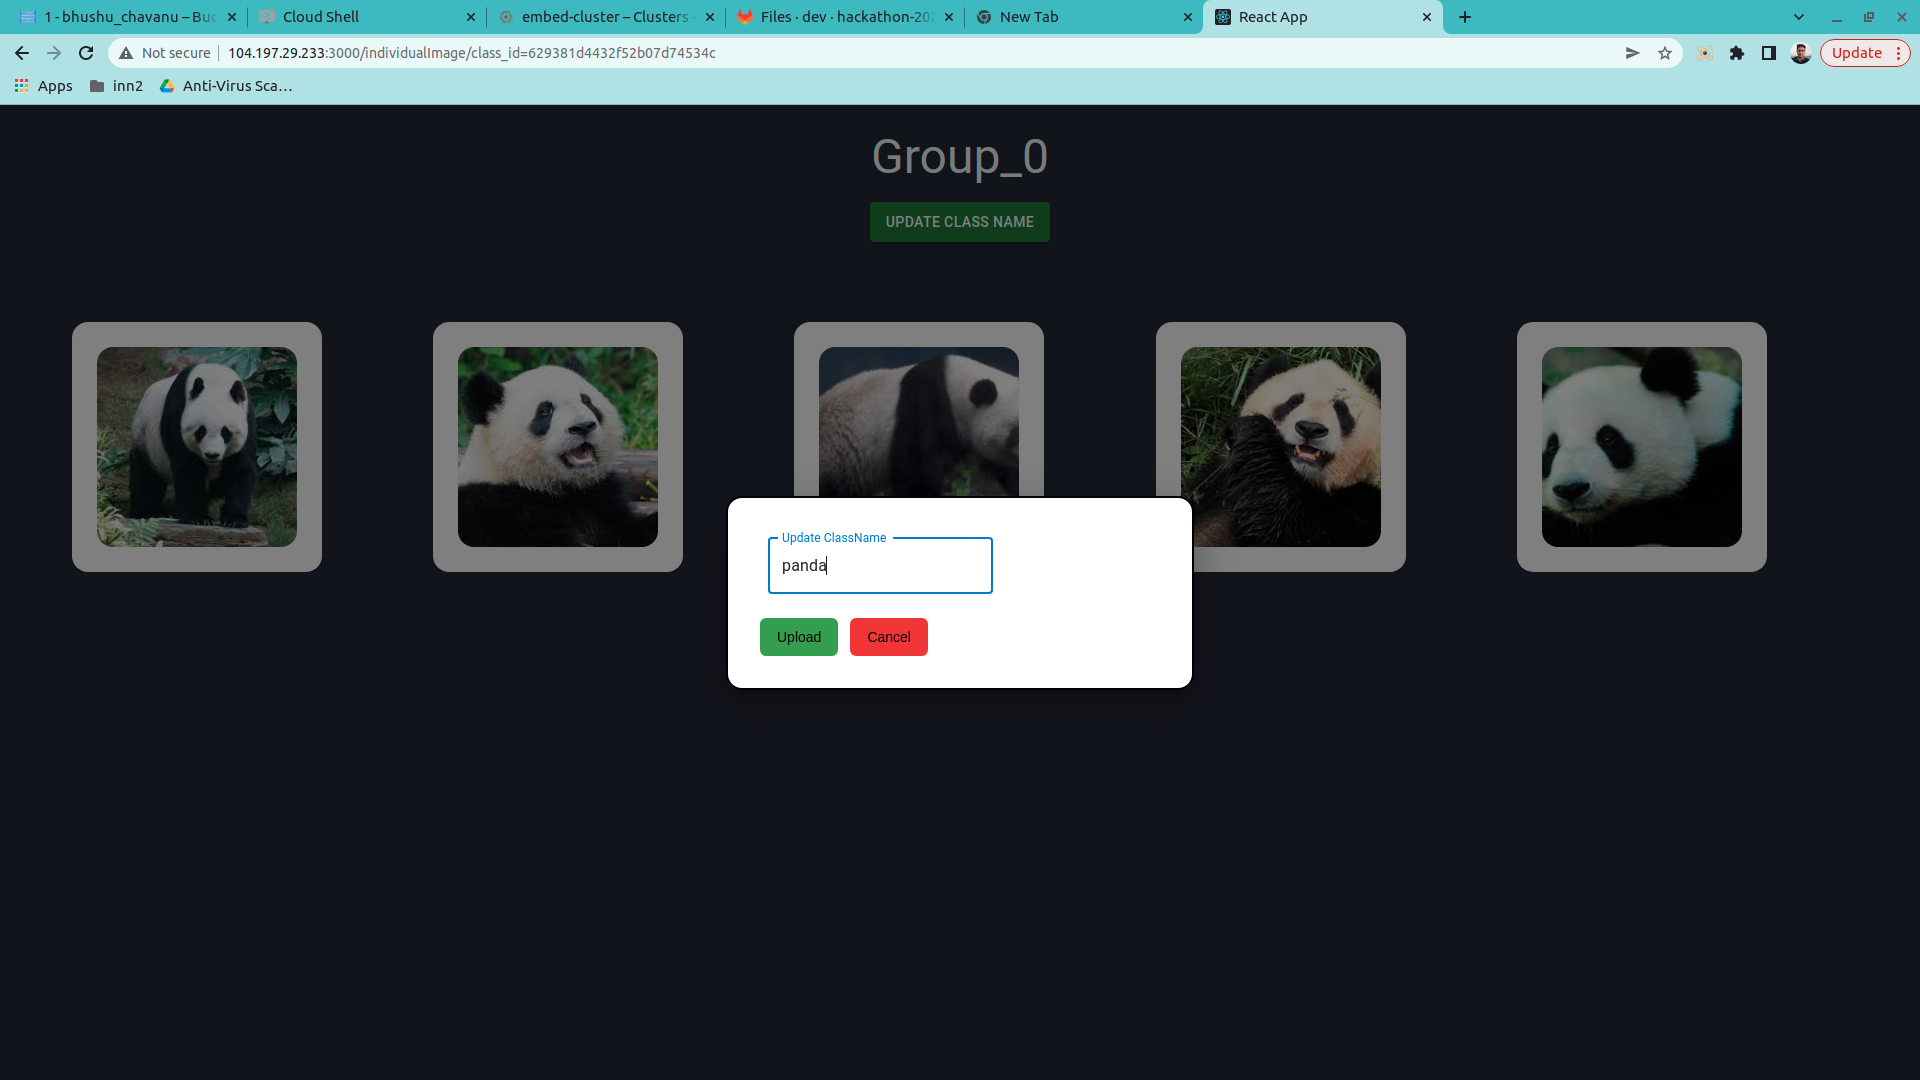 1 - bhushu_chavanu – Buc
Cloud Shell
embed-cluster – Clusters -
Files · dev · hackathon-202
New Tab
React App
Not secure
104.197.29.233:3000/individualImage/class_id=629381d4432f52b07d74534c
Update
Apps
inn2
Anti-Virus Sca...
Group_0
UPDATE CLASS NAME
Update ClassName
panda
Upload
Cancel